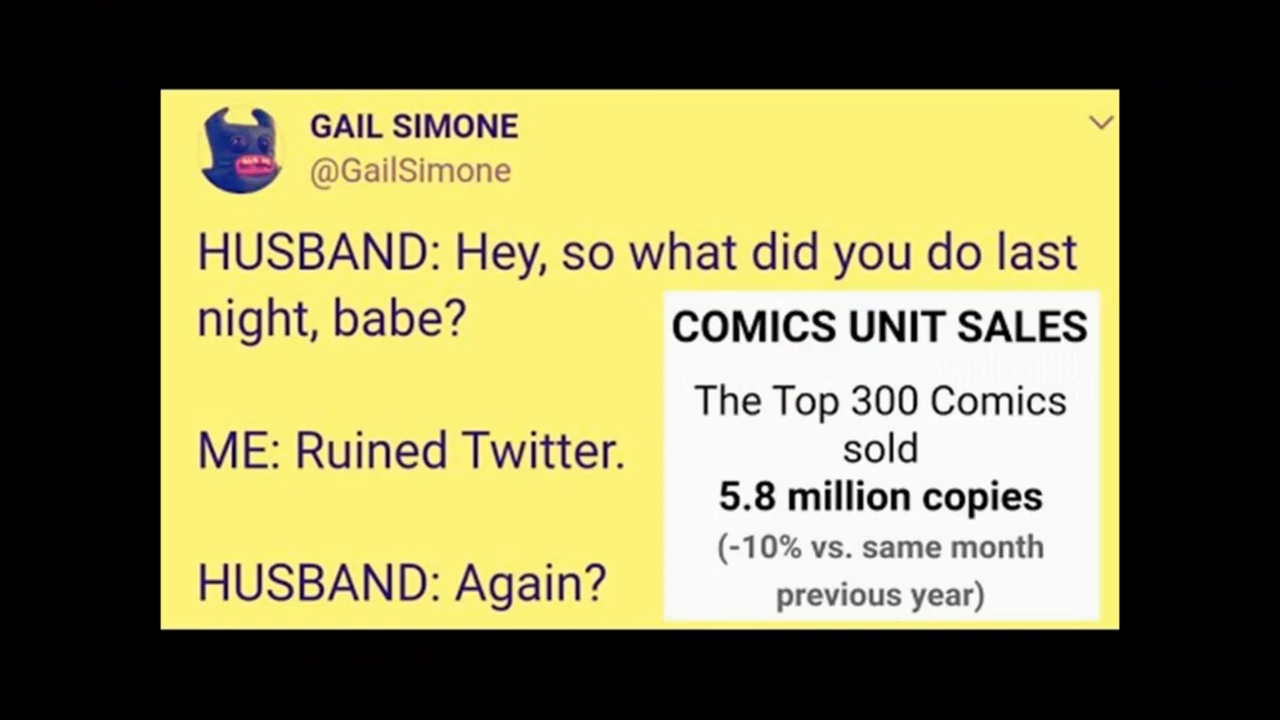 GAIL SIMONE
@GailSimone
HUSBAND: Hey, so what did you do last
night, babe?
ME: Ruined Twitter.
HUSBAND: Again?
COMICS UNIT SALES
The Top 300 Comics
sold
5.8 million copies
(-10% vs. same month
previous year)